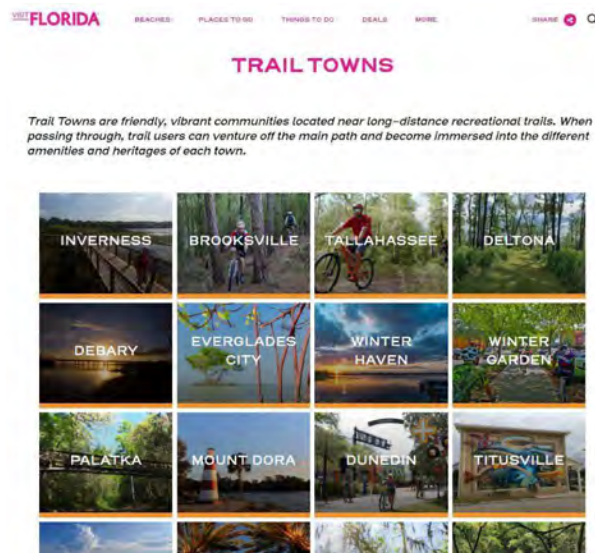 VISIT FLORIDA BEACHES PLACES TO GO THINGS TO DO DEALS MORE SHARE
TRAIL TOWNS
Trail Towns are friendly, vibrant communities located near long-distance recreational trails. When
passing through, trail users can venture off the main path and become immersed into the different
amenities and heritages of each town.
INVERNESS BROOKSVILLE TALLAHASSEE DELTONA
DEBARY EVERGLADES CITY WINTER HAVEN WINTER GARDEN
PALATKA MOUNT DORA DUNEDIN TITUSVILLE